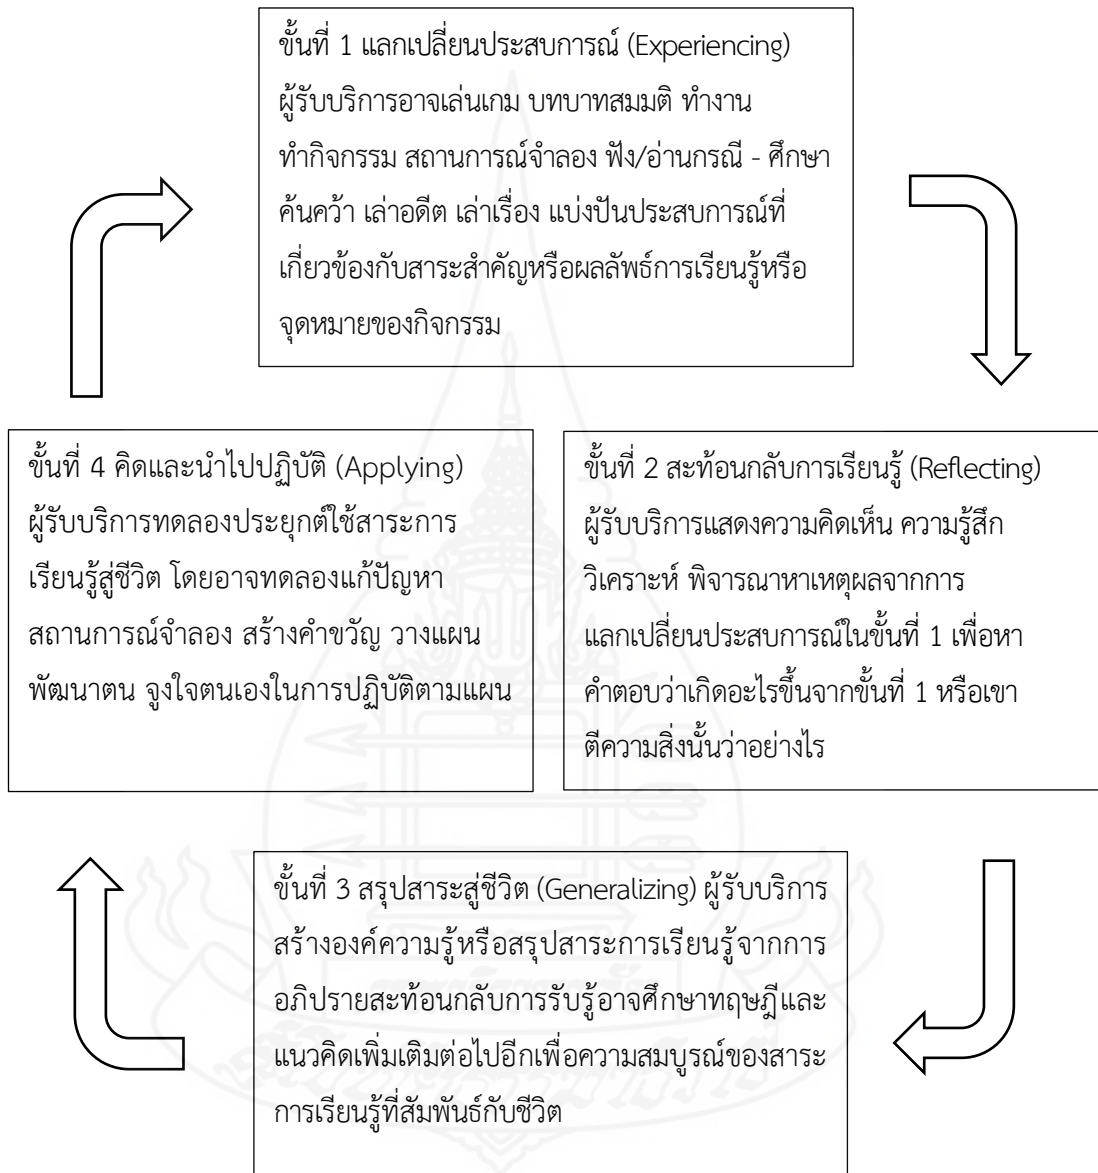 ขั้นที่ 1 แลกเปลี่ยนประสบการณ์ (Experiencing)
ผู้รับบริการอาจเล่นเกม บทบาทสมมติ ทำงาน
ทำกิจกรรม สถานการณ์จำลอง ฟัง/อ่านกรณี - ศึกษา
ค้นคว้า เล่าอดีต เล่าเรื่อง แบ่งปันประสบการณ์ที่
เกี่ยวข้องกับสาระสำคัญหรือผลลัพธ์การเรียนรู้หรือ
จุดหมายของกิจกรรม
ขั้นที่ 2 สะท้อนกลับการเรียนรู้ (Reflecting)
ผู้รับบริการแสดงความคิดเห็น ความรู้สึก
วิเคราะห์ พิจารณาหาเหตุผลจากการ
แลกเปลี่ยนประสบการณ์ในขั้นที่ 1 เพื่อหา
คำตอบว่าเกิดอะไรขึ้นจากขั้นที่ 1 หรือเขา
ตีความสิ่งนั้นว่าอย่างไร
ขั้นที่ 3 สรุปสาระสู่ชีวิต (Generalizing) ผู้รับบริการ
สร้างองค์ความรู้หรือสรุปสาระการเรียนรู้จากการ
อภิปรายสะท้อนกลับการรับรู้อาจศึกษาทฤษฎีและ
แนวคิดเพิ่มเติมต่อไปอีกเพื่อความสมบูรณ์ของสาระ
การเรียนรู้ที่สัมพันธ์กับชีวิต
ขั้นที่ 4 คิดและนำไปปฏิบัติ (Applying)
ผู้รับบริการทดลองประยุกต์ใช้สาระการ
เรียนรู้สู่ชีวิต โดยอาจทดลองแก้ปัญหา
สถานการณ์จำลอง สร้างคำขวัญ วางแผน
พัฒนาตน จูงใจตนเองในการปฏิบัติตามแผน